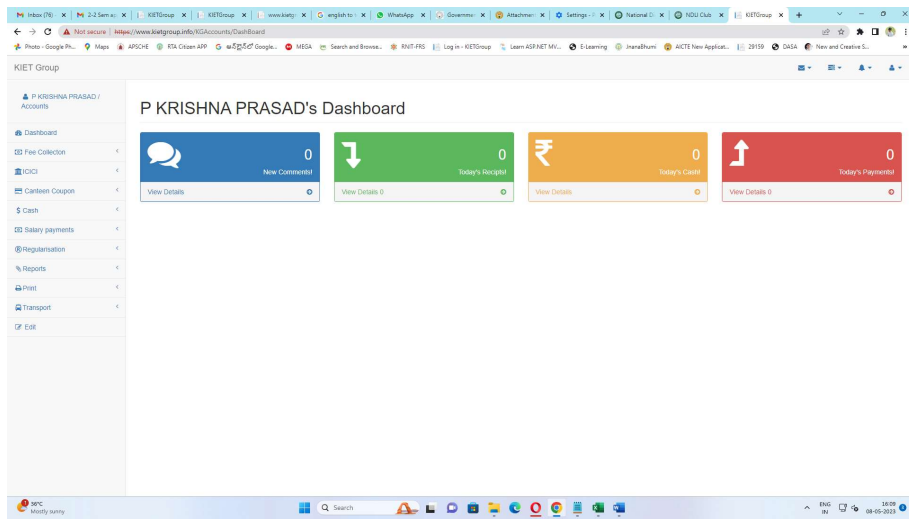 Inbox (76)
2-2 Sem
KIETGroup
KIETGroup
www.kietg
english to
WhatsApp
Governme
Attachmen
Settings -
National D
NDLI Club
KIETGroup
Not secure | https://www.kietgroup.info/KGAccounts/DashBoard
Photo - Google Ph...
Maps
APSCHE
RTA Citizen APP
Google...
MEGA
Search and Browse...
RNIT-FRS
Log in - KIETGroup
Learn ASP.NET MV...
E-Learning
JnanaBhumi
AICTE New Applicat...
29159
DASA
New and Creative S...
KIET Group
P KRISHNA PRASAD /
Accounts
Dashboard
Fee Collecton
ICICI
Canteen Coupon
Cash
Salary payments
Regularisation
Reports
Print
Transport
Edit
P KRISHNA PRASAD's Dashboard
0
New Comments!
View Details
0
Today's Recipts!
View Details 0
0
Today's Cash!
View Details
0
Today's Payments!
View Details 0
36°C
Mostly sunny
Search
ENG
IN
16:09
08-05-2023